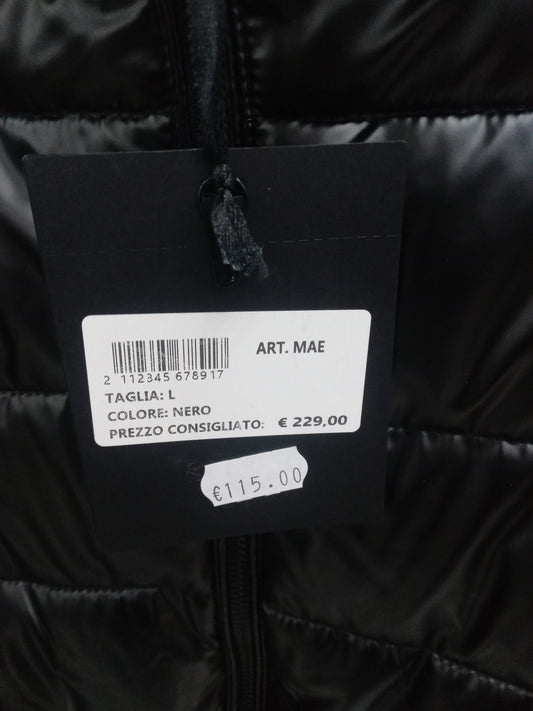 ART. MAE
2 112345 678917
TAGLIA: L
COLORE: NERO
PREZZO CONSIGLIATO: € 229,00
€115.00